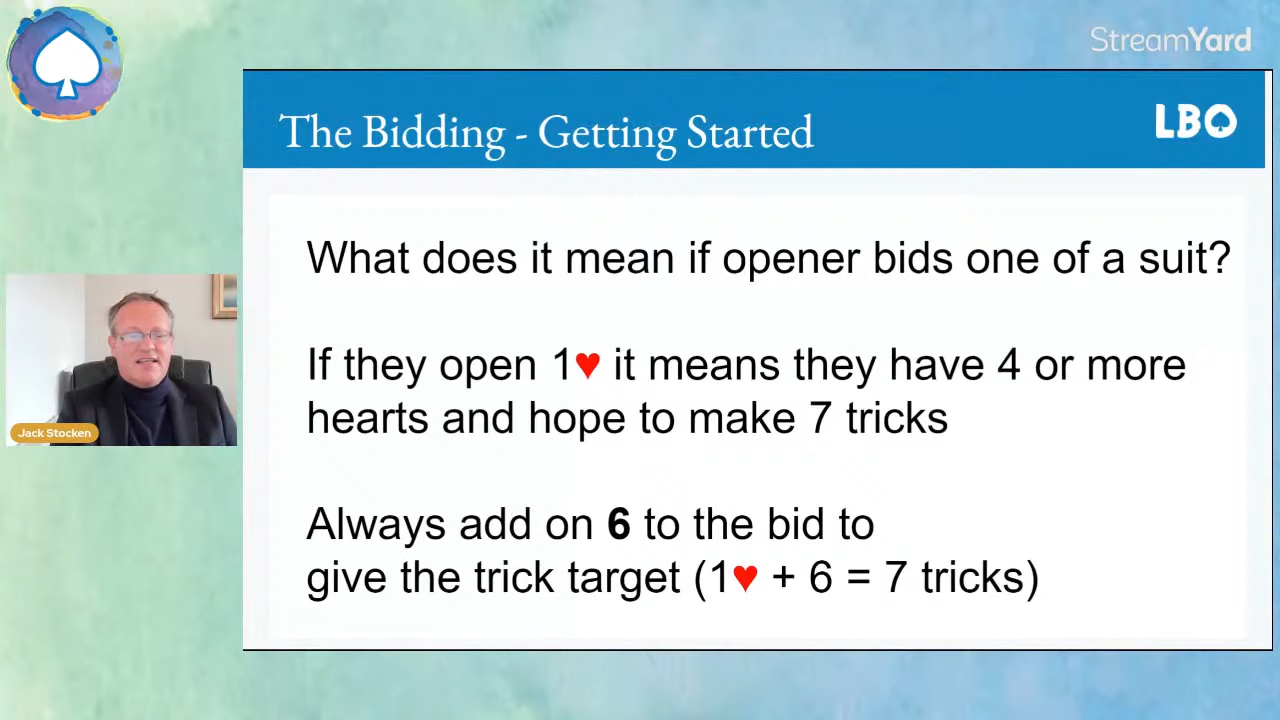 StreamYard
The Bidding - Getting Started
LBO
What does it mean if opener bids one of a suit?
If they open 1♥ it means they have 4 or more
hearts and hope to make 7 tricks
Always add on 6 to the bid to
give the trick target (1♥ + 6 = 7 tricks)
Jack Stocken